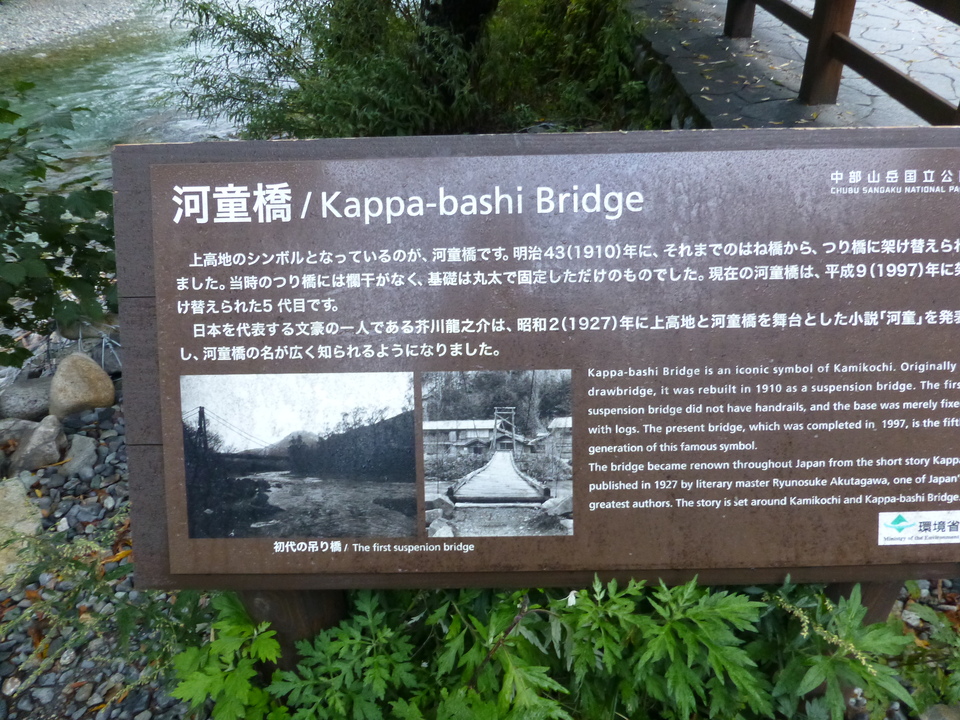 河童橋 / Kappa-bashi Bridge
中部山岳国立公
CHUBU SANGAKU NATIONAL PA
上高地のシンボルとなっているのが、河童橋です。明治43(1910)年に、それまでのはね橋から、つり橋に架け替えられ
ました。当時のつり橋には欄干がなく、基礎は丸太で固定しただけのものでした。現在の河童橋は、平成9(1997)年に架
け替えられた5 代目です。
日本を代表する文豪の一人である芥川龍之介は、昭和2(1927)年に上高地と河童橋を舞台とした小説「河童」を発表
し、河童橋の名が広く知られるようになりました。
Kappa-bashi Bridge is an iconic symbol of Kamikochi. Originally
drawbridge, it was rebuilt in 1910 as a suspension bridge. The firs
suspension bridge did not have handrails, and the base was merely fixe
with logs. The present bridge, which was completed in 1997, is the fift
generation of this famous symbol.
The bridge became renown throughout Japan from the short story Kappa
published in 1927 by literary master Ryunosuke Akutagawa, one of Japan'
greatest authors. The story is set around Kamikochi and Kappa-bashi Bridge.
初代の吊り橋 / The first suspenion bridge
環境省
Ministry of the Environment